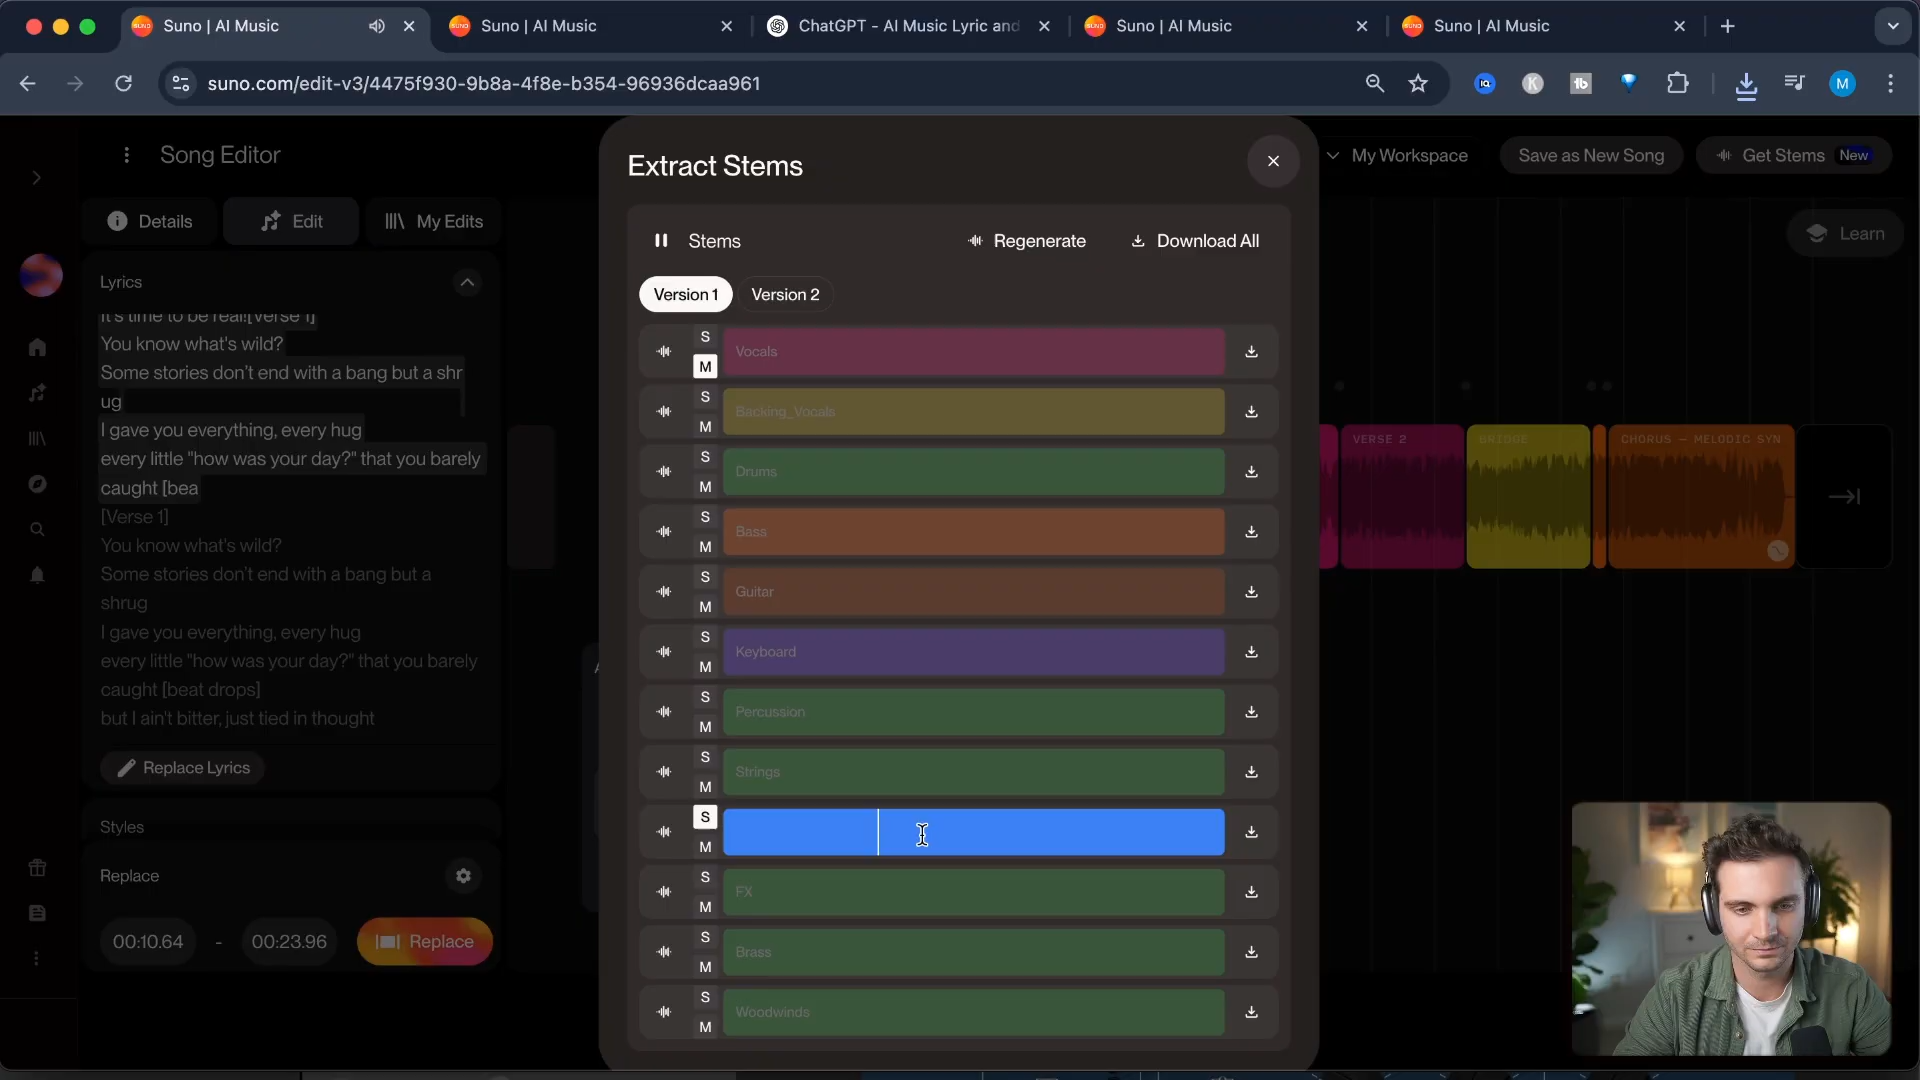 Suno | AI Music
Suno | AI Music
ChatGPT - AI Music Lyric and
Suno | AI Music
Suno | AI Music
suno.com/edit-v3/4475f930-9b8a-4f8e-b354-96936dcaa961
Song Editor
My Workspace
Save as New Song
Get Stems New
Details
Edit
My Edits
Learn
Lyrics
It's time to be real![Verse 1]
You know what's wild?
Some stories don't end with a bang but a shr
ug
I gave you everything, every hug
every little "how was your day?" that you barely
caught [bea
[Verse 1]
You know what's wild?
Some stories don't end with a bang but a
shrug
I gave you everything, every hug
every little "how was your day?" that you barely
caught [beat drops]
but I ain't bitter, just tied in thought
Replace Lyrics
Styles
Replace
00:10.64 - 00:23.96
Replace
Extract Stems
Stems
Regenerate
Download All
Version 1
Version 2
S
M
Vocals
S
M
Backing_Vocals
S
M
Drums
S
M
Bass
S
M
Guitar
S
M
Keyboard
S
M
Percussion
S
M
Strings
S
M
S
M
FX
S
M
Brass
S
M
Woodwinds
VERSE 2
BRIDGE
CHORUS — MELODIC SYN